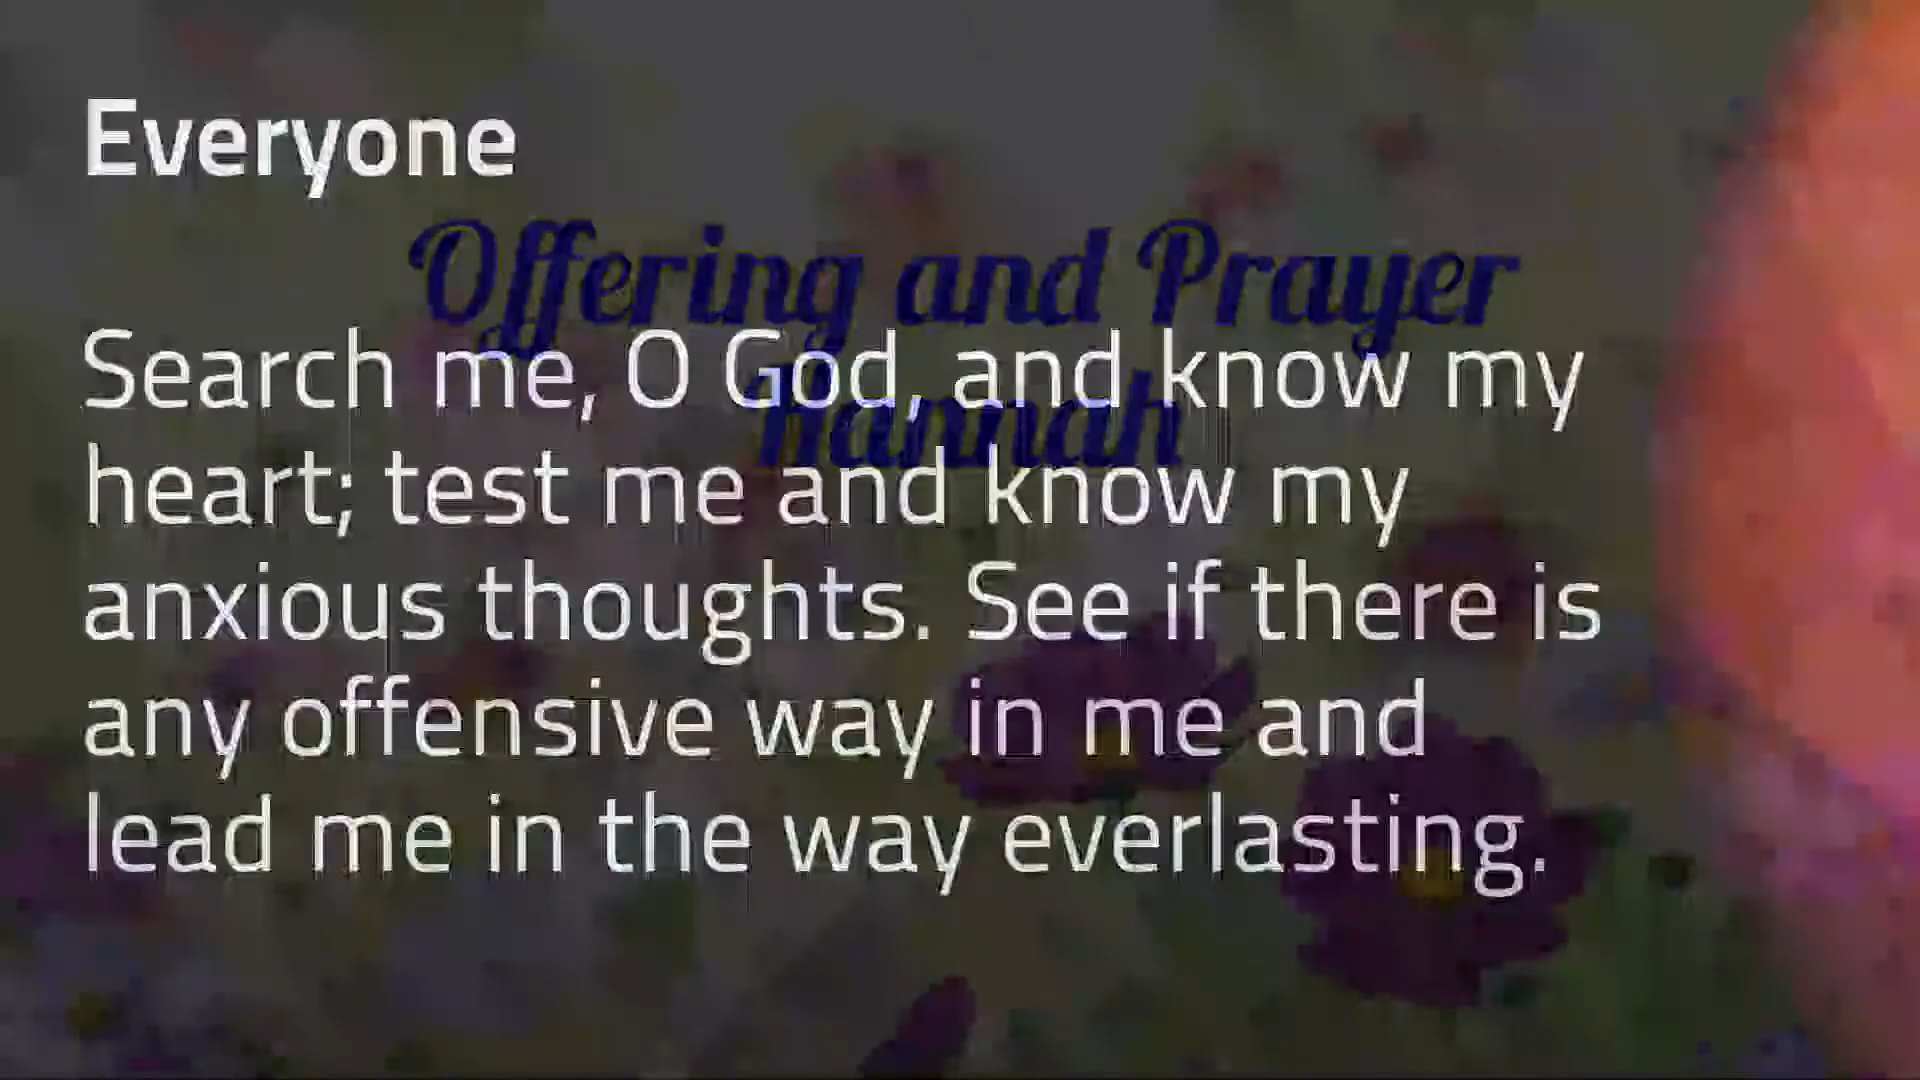 Everyone
Offering and Prayer
Hannah
Search me, O God, and know my
heart; test me and know my
anxious thoughts. See if there is
any offensive way in me and
lead me in the way everlasting.